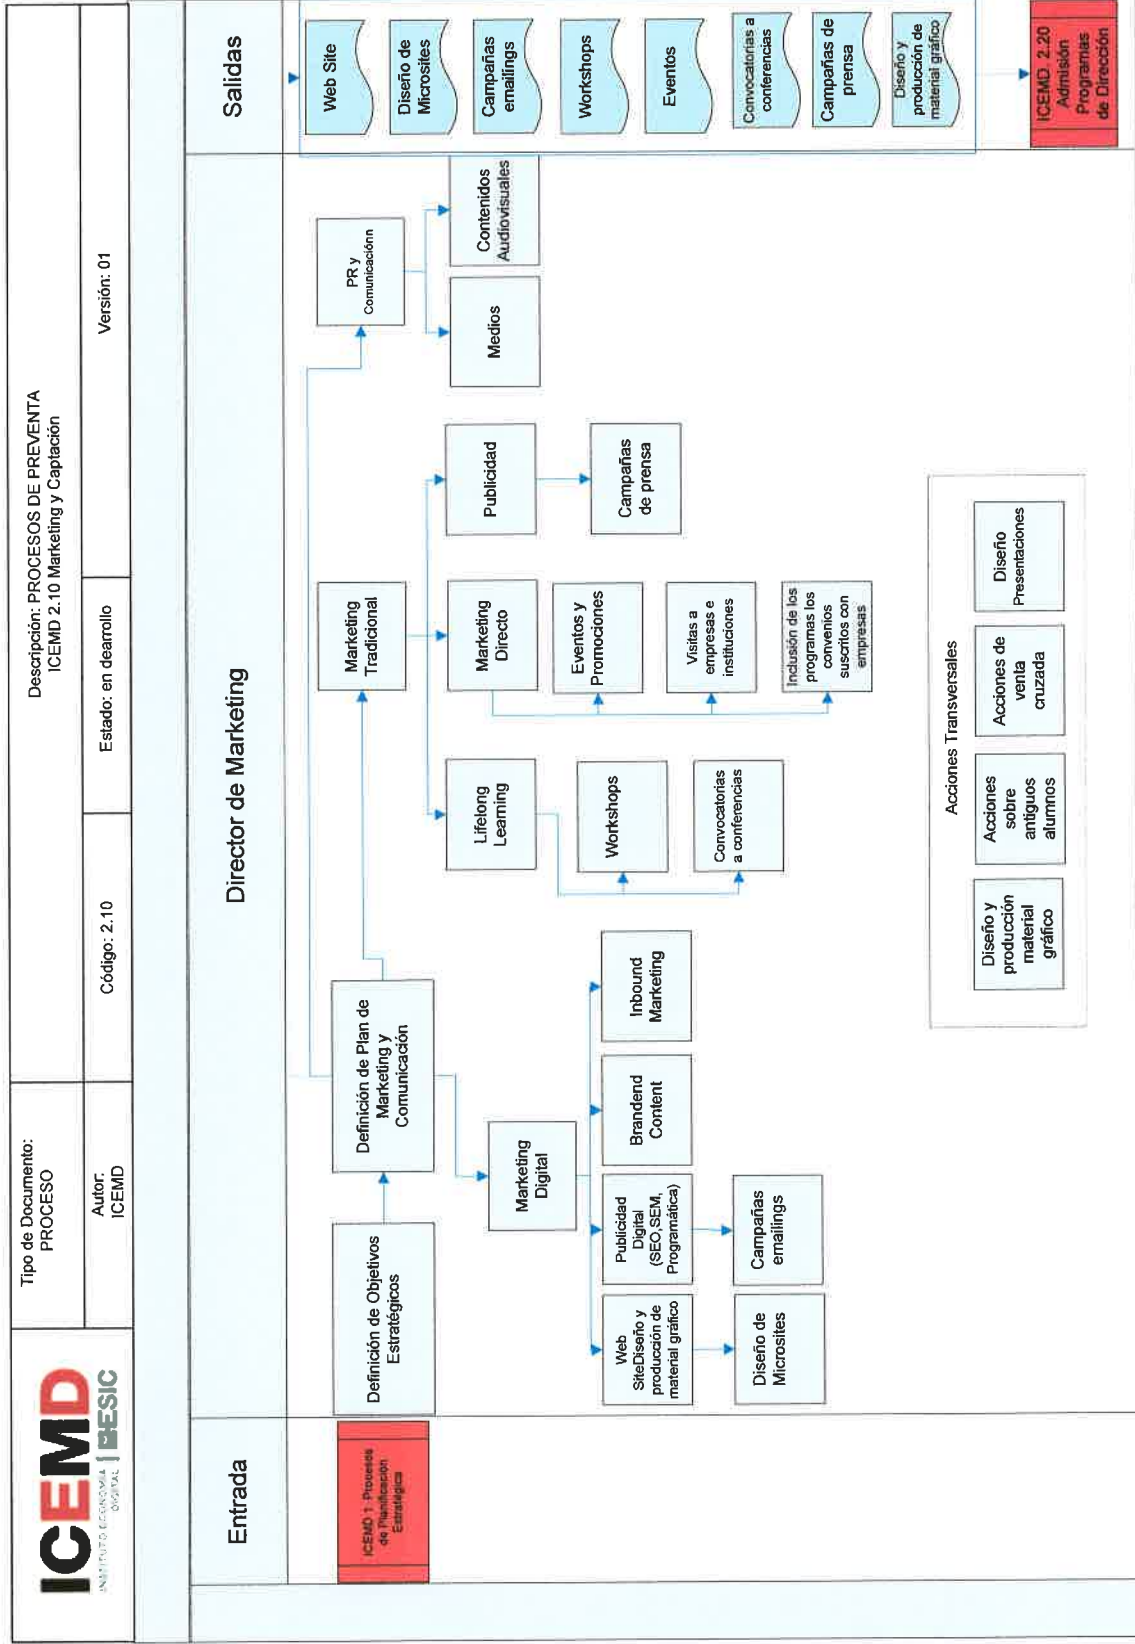 ICEMD
INSTITUTO ECONOMÍA
DIGITAL
ESIC
Tipo de Documento:
PROCESO
Descripción: PROCESOS DE PREVENTA
ICEMD 2.10 Marketing y Captación
Autor:
ICEMD
Código: 2.10
Estado: en dearrollo
Versión: 01
Entrada
Director de Marketing
Salidas
ICEMD 1 Procesos
de Planificación
Estratégica
Definición de Objetivos
Estratégicos
Definición de Plan de
Marketing y
Comunicación
Marketing
Tradicional
PR y
Comunicaciónn
Marketing
Digital
Lifelong
Learning
Marketing
Directo
Publicidad
Medios
Contenidos
Audiovisuales
Web
SiteDiseño y
producción de
material gráfico
Publicidad
Digital
(SEO,SEM,
Programática)
Brandend
Content
Inbound
Marketing
Diseño de
Microsites
Campañas
emailings
Workshops
Convocatorias
a conferencias
Eventos y
Promociones
Visitas a
empresas e
instituciones
Inclusión de los
programas los
convenios
suscritos con
empresas
Campañas
de prensa
Acciones Transversales
Diseño y
producción
material
gráfico
Acciones
sobre
antiguos
alumnos
Acciones de
venta
cruzada
Diseño
Presentaciones
Web Site
Diseño de
Microsites
Campañas
emailings
Workshops
Eventos
Convocatorias a
conferencias
Campañas de
prensa
Diseño y
producción de
material gráfico
ICEMD 2.20
Admisión
Programas
de Dirección